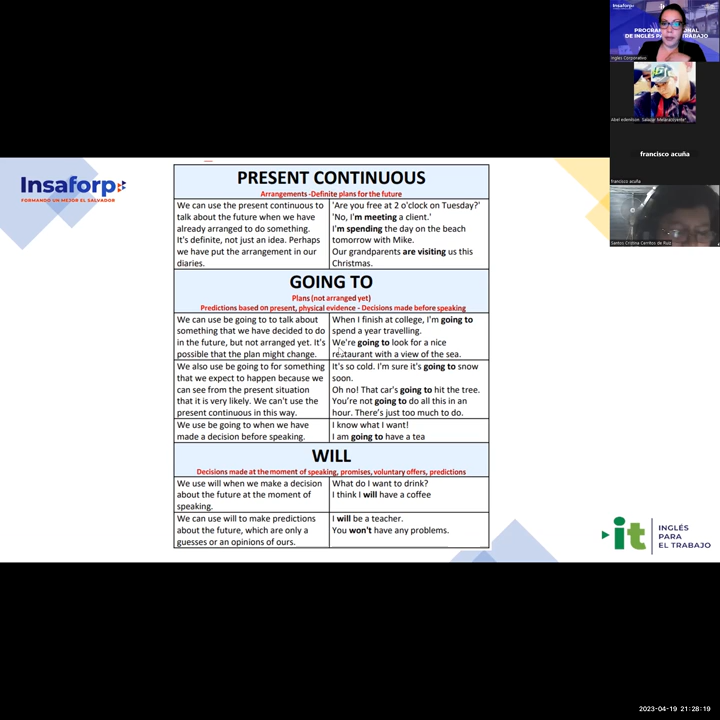 Insaforp
FORMANDO UN MEJOR EL SALVADOR
PRESENT CONTINUOUS
Arrangements -Definite plans for the future
We can use the present continuous to
talk about the future when we have
already arranged to do something.
It's definite, not just an idea. Perhaps
we have put the arrangement in our
diaries.
'Are you free at 2 o'clock on Tuesday?'
'No, I'm meeting a client.'
I'm spending the day on the beach
tomorrow with Mike.
Our grandparents are visiting us this
Christmas.
GOING TO
Plans (not arranged yet)
Predictions based on present, physical evidence - Decisions made before speaking
We can use be going to to talk about
something that we have decided to do
in the future, but not arranged yet. It's
possible that the plan might change.
When I finish at college, I'm going to
spend a year travelling.
We're going to look for a nice
restaurant with a view of the sea.
We also use be going to for something
that we expect to happen because we
can see from the present situation
that it is very likely. We can't use the
present continuous in this way.
It's so cold. I'm sure it's going to snow
soon.
Oh no! That car's going to hit the tree.
You're not going to do all this in an
hour. There's just too much to do.
We use be going to when we have
made a decision before speaking.
I know what I want!
I am going to have a tea
WILL
Decisions made at the moment of speaking, promises, voluntary offers, predictions
We use will when we make a decision
about the future at the moment of
speaking.
What do I want to drink?
I think I will have a coffee
We can use will to make predictions
about the future, which are only a
guesses or an opinions of ours.
I will be a teacher.
You won't have any problems.
it
INGLÉS
PARA
EL TRABAJO
Insaforp
DE INGLÉS
Inglés Corporativo
francisco acuña
francisco acuña
Santos Cristina Cerritos de Ruiz
2023-04-19 21:28:19